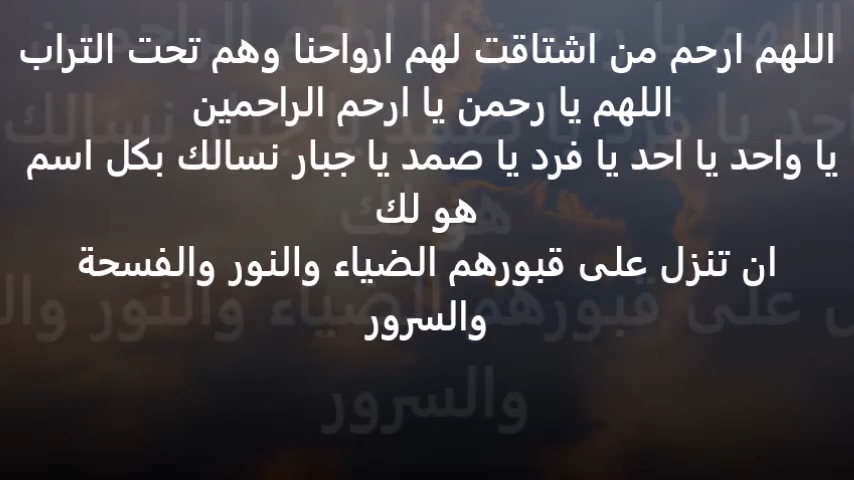 اللهم ارحم من اشتاقت لهم ارواحنا وهم تحت التراب
اللهم يا رحمن يا ارحم الراحمين
يا واحد يا احد يا فرد يا صمد يا جبار نسالك بكل اسم
هو لك
ان تنزل على قبورهم الضياء والنور والفسحة
والسرور